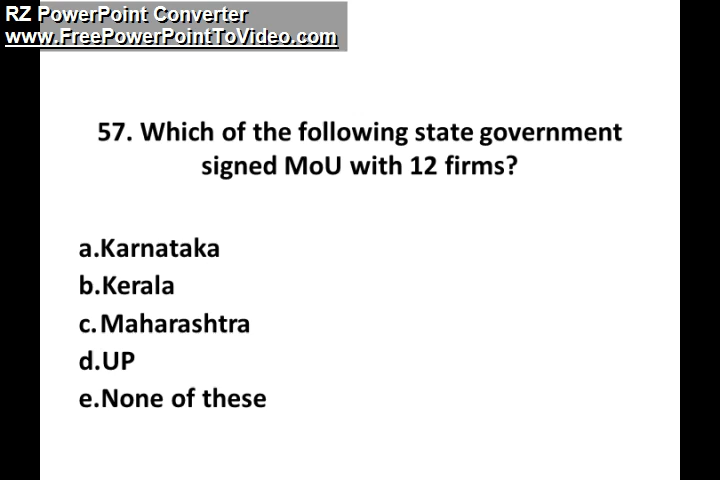 RZ PowerPoint Converter
www.FreePowerPointToVideo.com
57. Which of the following state government
signed MoU with 12 firms?
a.Karnataka
b.Kerala
c.Maharashtra
d.UP
e.None of these